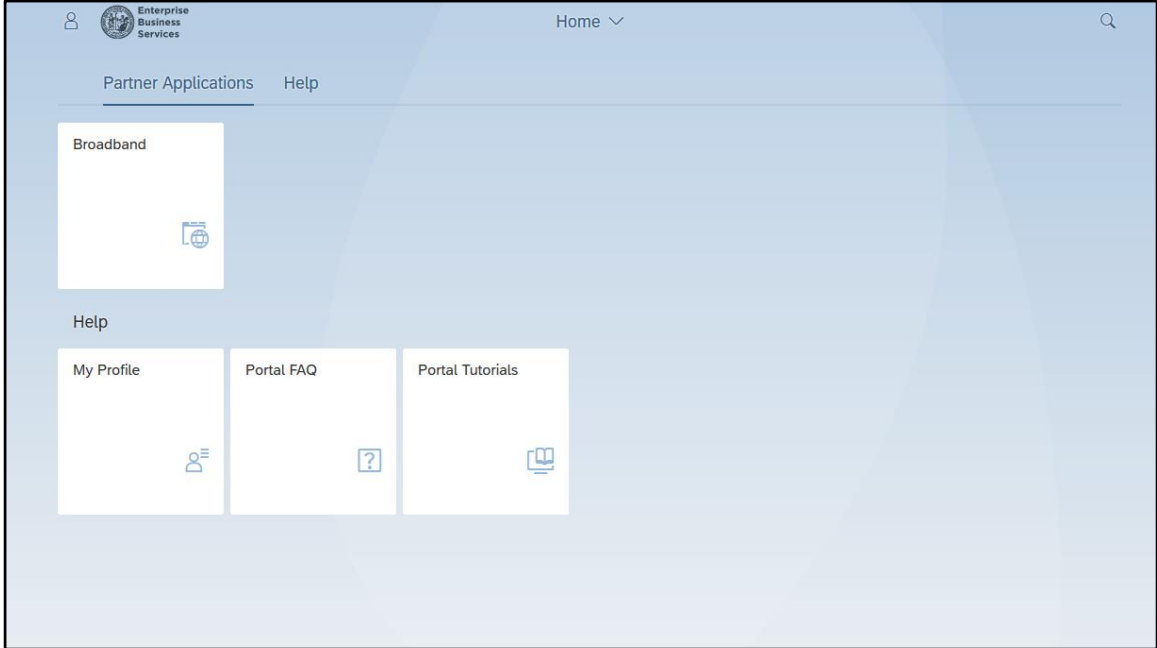 Enterprise
Business
Services
Home
Partner Applications Help
Broadband
Help
My Profile Portal FAQ Portal Tutorials